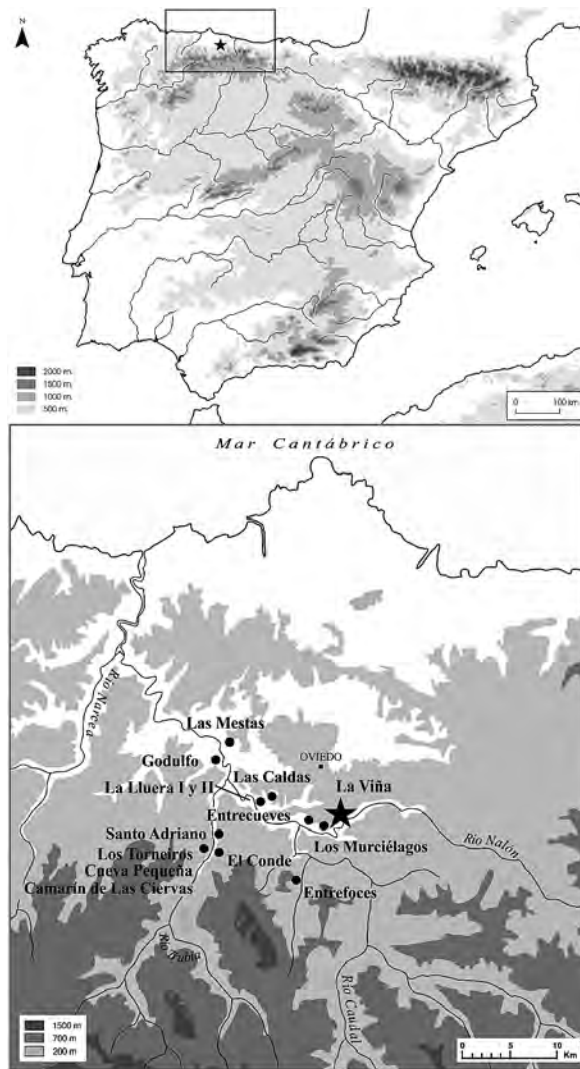 N
2000 m.
1500 m.
1000 m.
500 m.
0 100 km
Mar Cantábrico
Río Narcea
Las Mestas
Godulfo
OVIEDO
Las Caldas
La Lluera I y II
La Viña
Entrecueves
Santo Adriano
Los Murciélagos
Río Nalón
Los Torneiros
El Conde
Cueva Pequeña
Camarín de Las Ciervas
Entrefoces
Río Trubia
Río Caudal
1500 m
700 m
200 m
0 10
Km